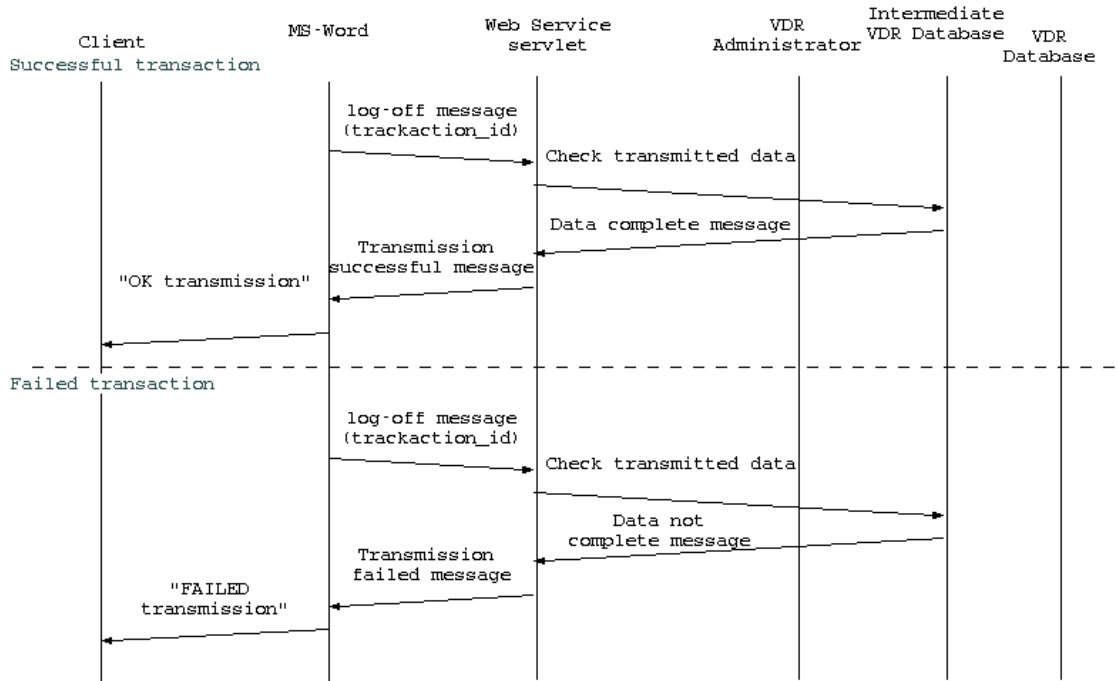 Client
MS-Word
Web Service
servlet
VDR
Administrator
Intermediate
VDR Database
VDR
Database
Successful transaction
log-off message
(trackaction_id)
Check transmitted data
Data complete message
Transmission
successful message
"OK transmission"
Failed transaction
log-off message
(trackaction_id)
Check transmitted data
Data not
complete message
Transmission
failed message
"FAILED
transmission"